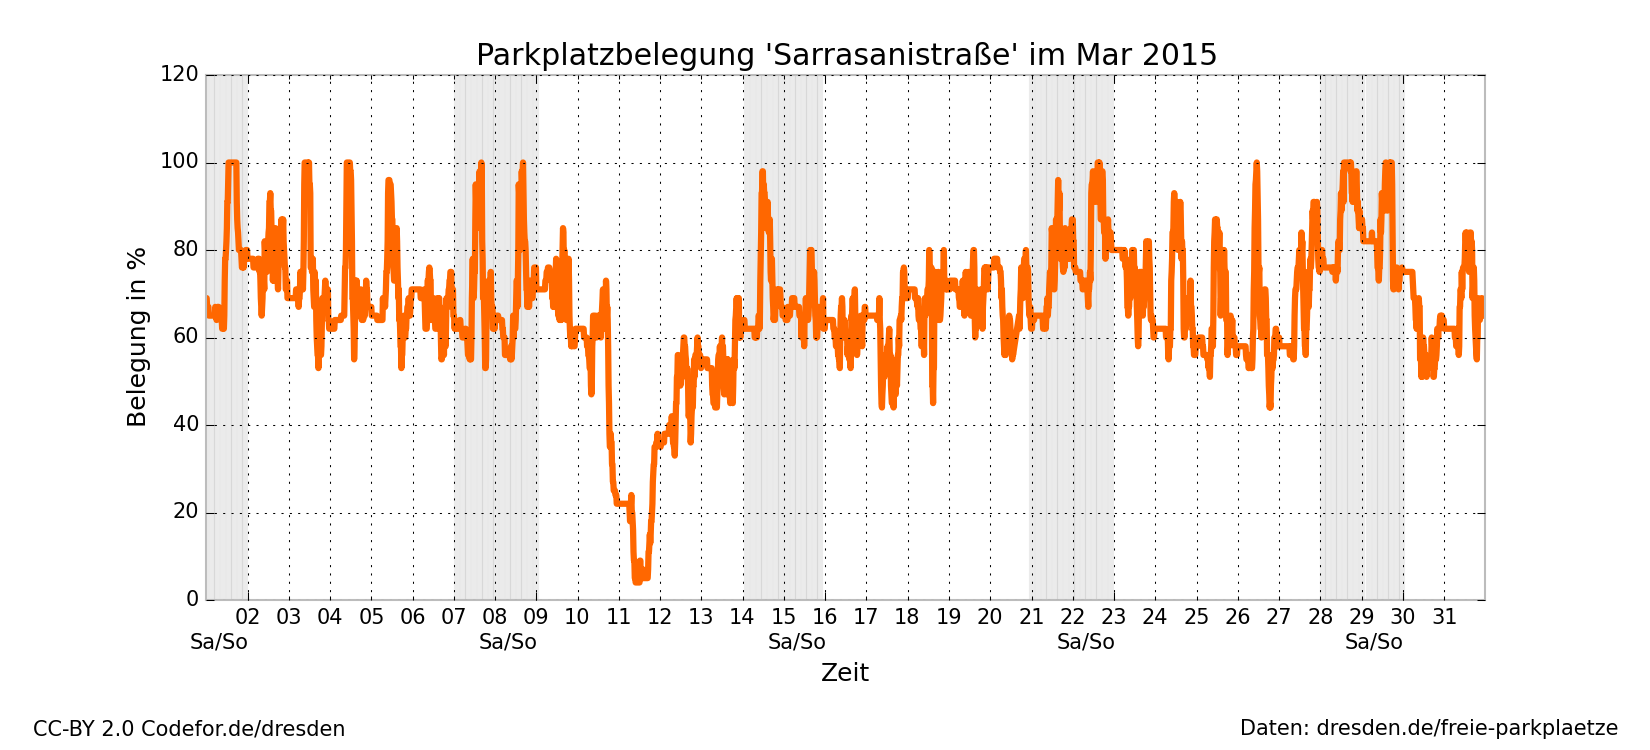 Parkplatzbelegung 'Sarrasanistraße' im Mar 2015
Belegung in %
120
100
80
60
40
20
0
02 03 04 05 06 07 08 09 10 11 12 13 14 15 16 17 18 19 20 21 22 23 24 25 26 27 28 29 30 31
Sa/So Sa/So Sa/So Sa/So Sa/So
Zeit
CC-BY 2.0 Codefor.de/dresden
Daten: dresden.de/freie-parkplaetze